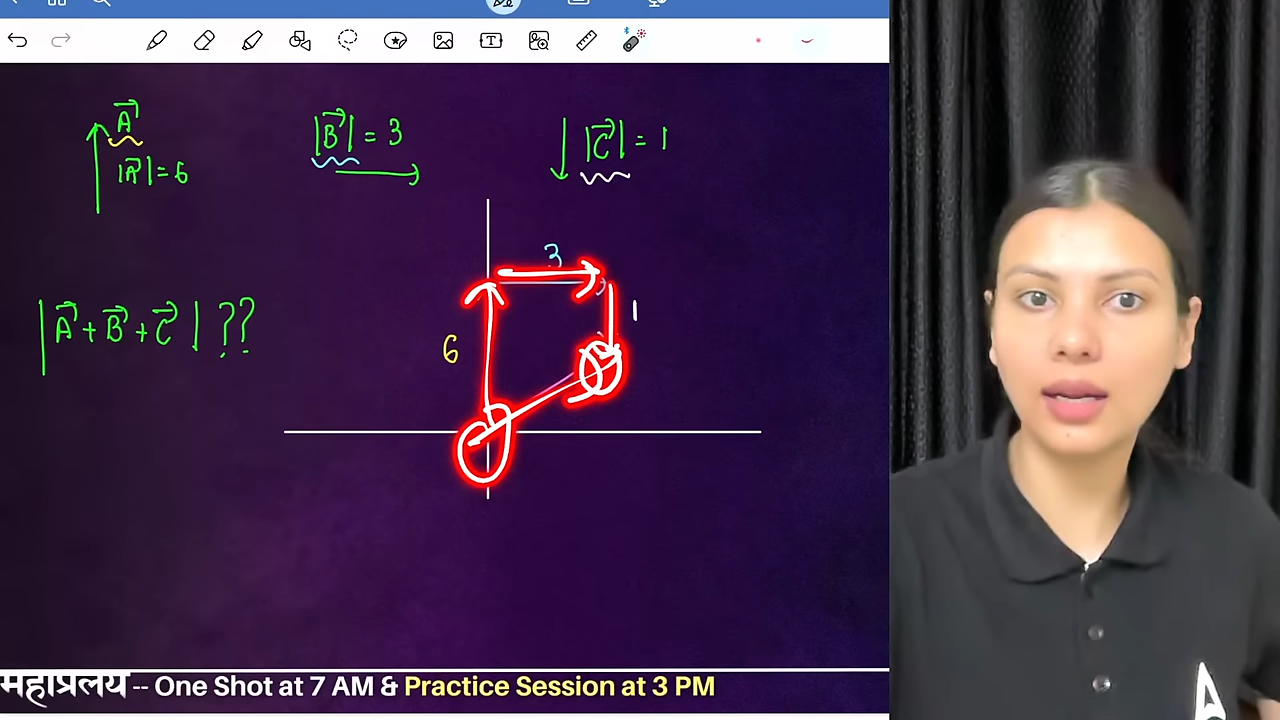 A⃗
|A⃗| = 6
|B⃗| = 3
|C⃗| = 1
|A⃗ + B⃗ + C⃗| ??
3
6
1
महाप्रलय -- One Shot at 7 AM & Practice Session at 3 PM